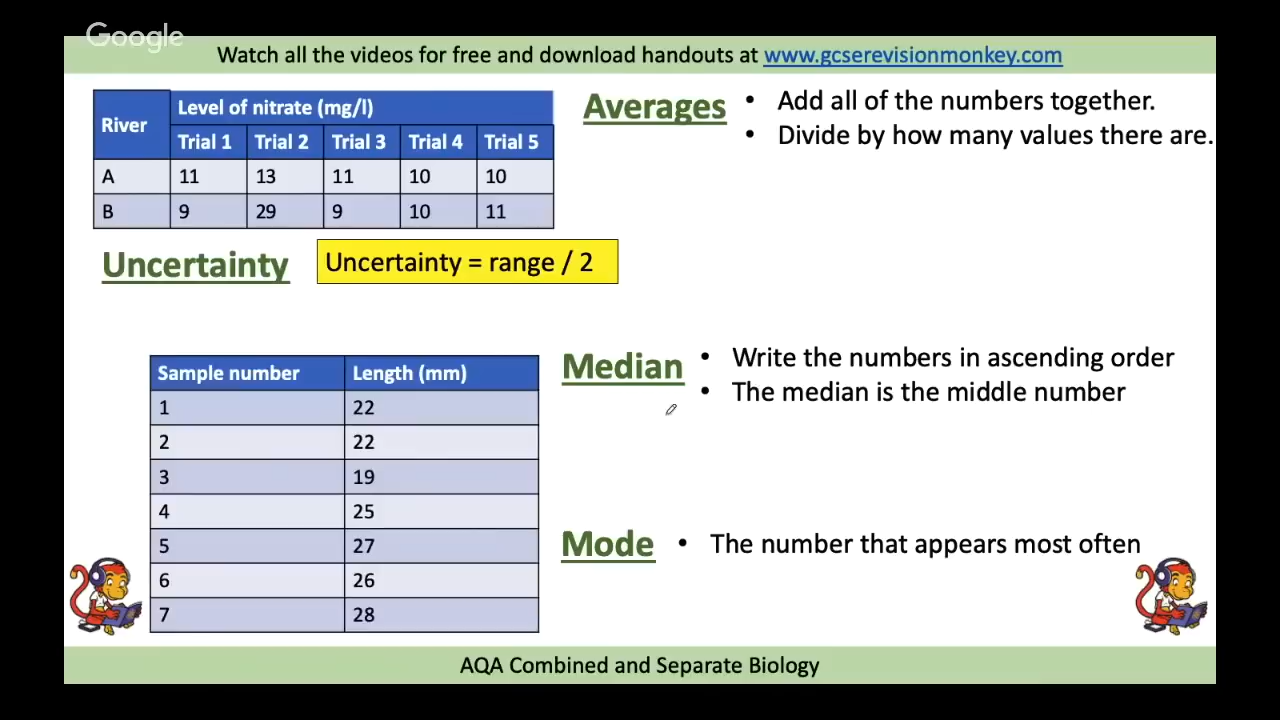 Google
Watch all the videos for free and download handouts at www.gcserevisionmonkey.com
River Level of nitrate (mg/l)
Trial 1 Trial 2 Trial 3 Trial 4 Trial 5
A 11 13 11 10 10
B 9 29 9 10 11
Averages
• Add all of the numbers together.
• Divide by how many values there are.
Uncertainty
Uncertainty = range / 2
Sample number Length (mm)
1 22
2 22
3 19
4 25
5 27
6 26
7 28
Median
• Write the numbers in ascending order
• The median is the middle number
Mode
• The number that appears most often
AQA Combined and Separate Biology